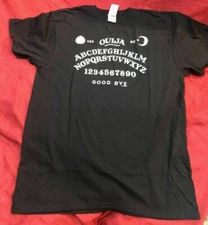 YES OUIJA NO
ABCDEFGHIJKLM
NOPQRSTUVWXYZ
1234567890
GOOD BYE